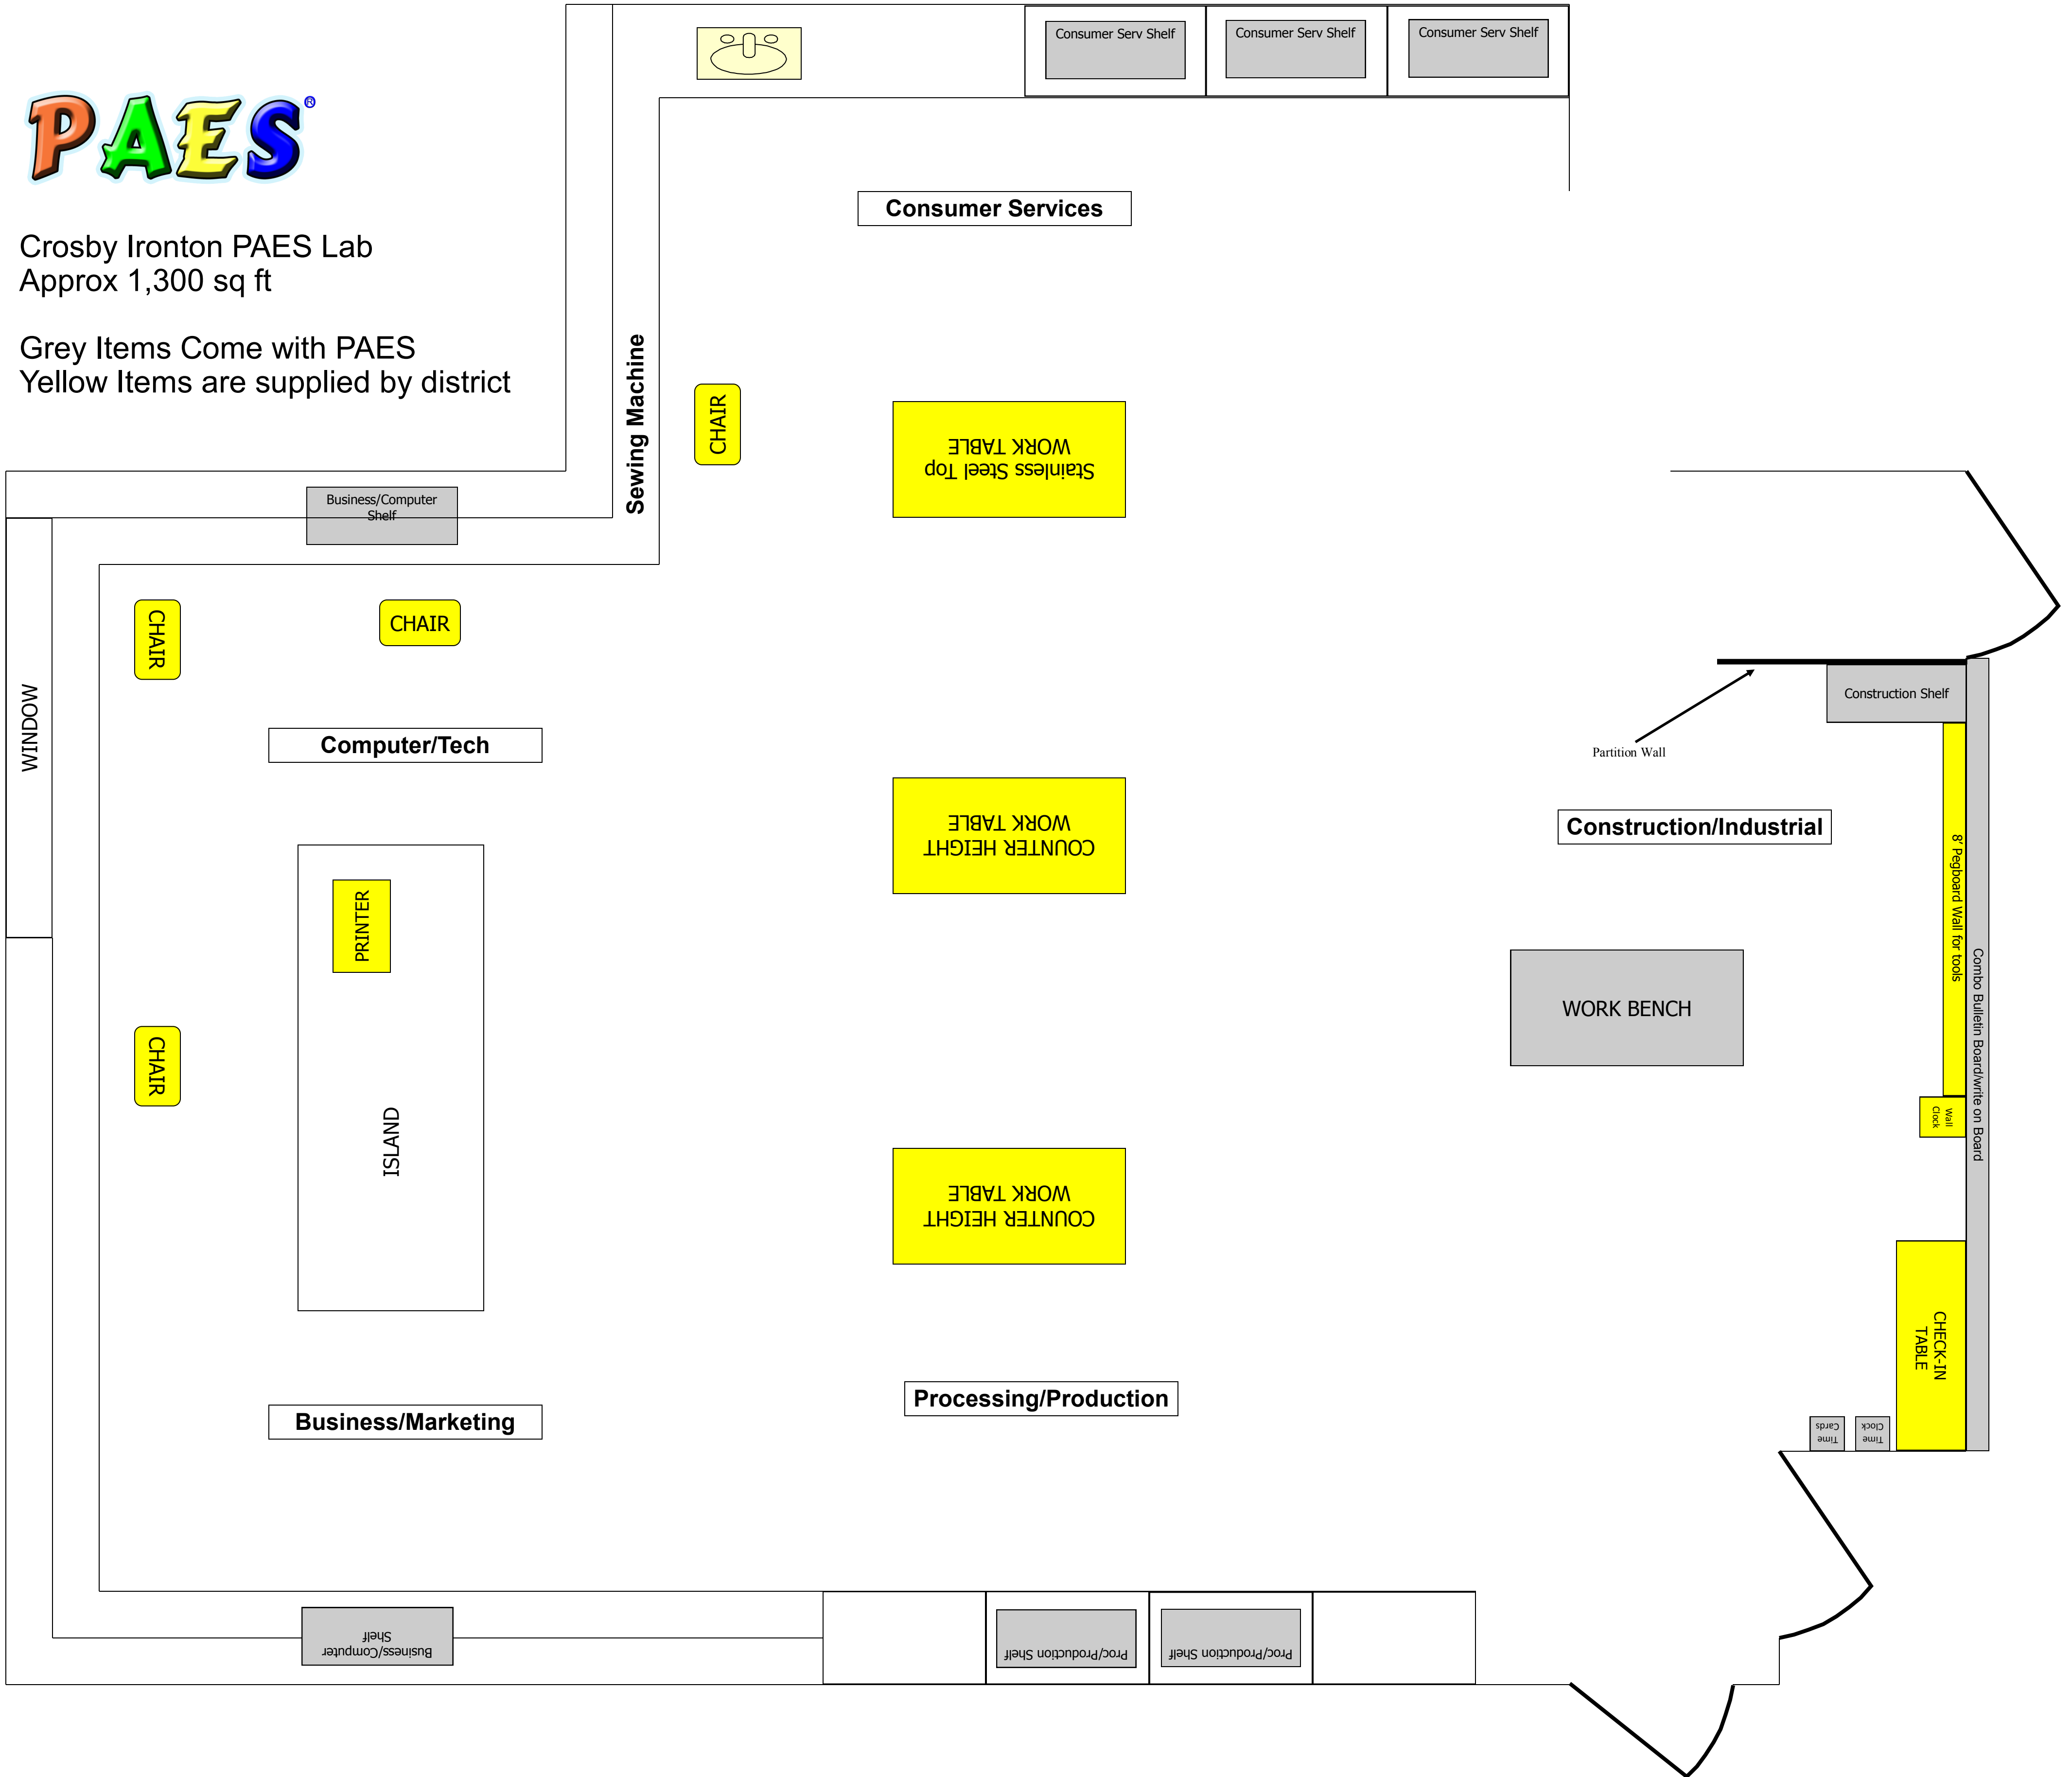 PAES®
Crosby Ironton PAES Lab
Approx 1,300 sq ft
Grey Items Come with PAES
Yellow Items are supplied by district
Consumer Serv Shelf
Consumer Serv Shelf
Consumer Serv Shelf
Consumer Services
Sewing Machine
CHAIR
Stainless Steel Top
WORK TABLE
Business/Computer
Shelf
WINDOW
CHAIR
CHAIR
Computer/Tech
Construction Shelf
Partition Wall
Construction/Industrial
COUNTER HEIGHT
WORK TABLE
PRINTER
ISLAND
CHAIR
WORK BENCH
8' Pegboard Wall for tools
Combo Bulletin Board/write on Board
Wall
Clock
COUNTER HEIGHT
WORK TABLE
CHECK-IN
TABLE
Time
Cards
Time
Clock
Business/Marketing
Processing/Production
Business/Computer
Shelf
Proc/Production Shelf
Proc/Production Shelf